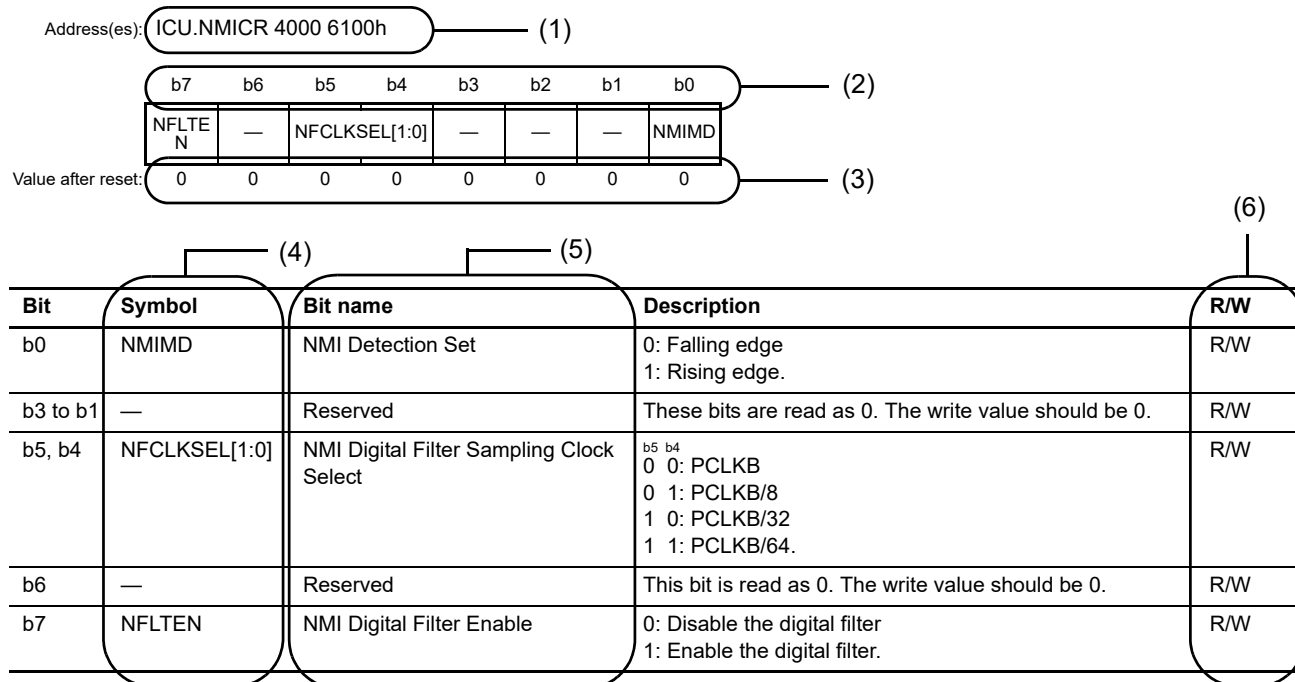 Address(es): ICU.NMICR 4000 6100h (1)
b7 b6 b5 b4 b3 b2 b1 b0 (2)
NFLTE
N — NFCLKSEL[1:0] — — — NMIMD
Value after reset: 0 0 0 0 0 0 0 0 (3)
(6)
(4) (5)
Bit Symbol Bit name Description R/W
b0 NMIMD NMI Detection Set 0: Falling edge R/W
1: Rising edge.
b3 to b1 — Reserved These bits are read as 0. The write value should be 0. R/W
b5, b4 NFCLKSEL[1:0] NMI Digital Filter Sampling Clock b5 b4 R/W
Select 0 0: PCLKB
0 1: PCLKB/8
1 0: PCLKB/32
1 1: PCLKB/64.
b6 — Reserved This bit is read as 0. The write value should be 0. R/W
b7 NFLTEN NMI Digital Filter Enable 0: Disable the digital filter R/W
1: Enable the digital filter.